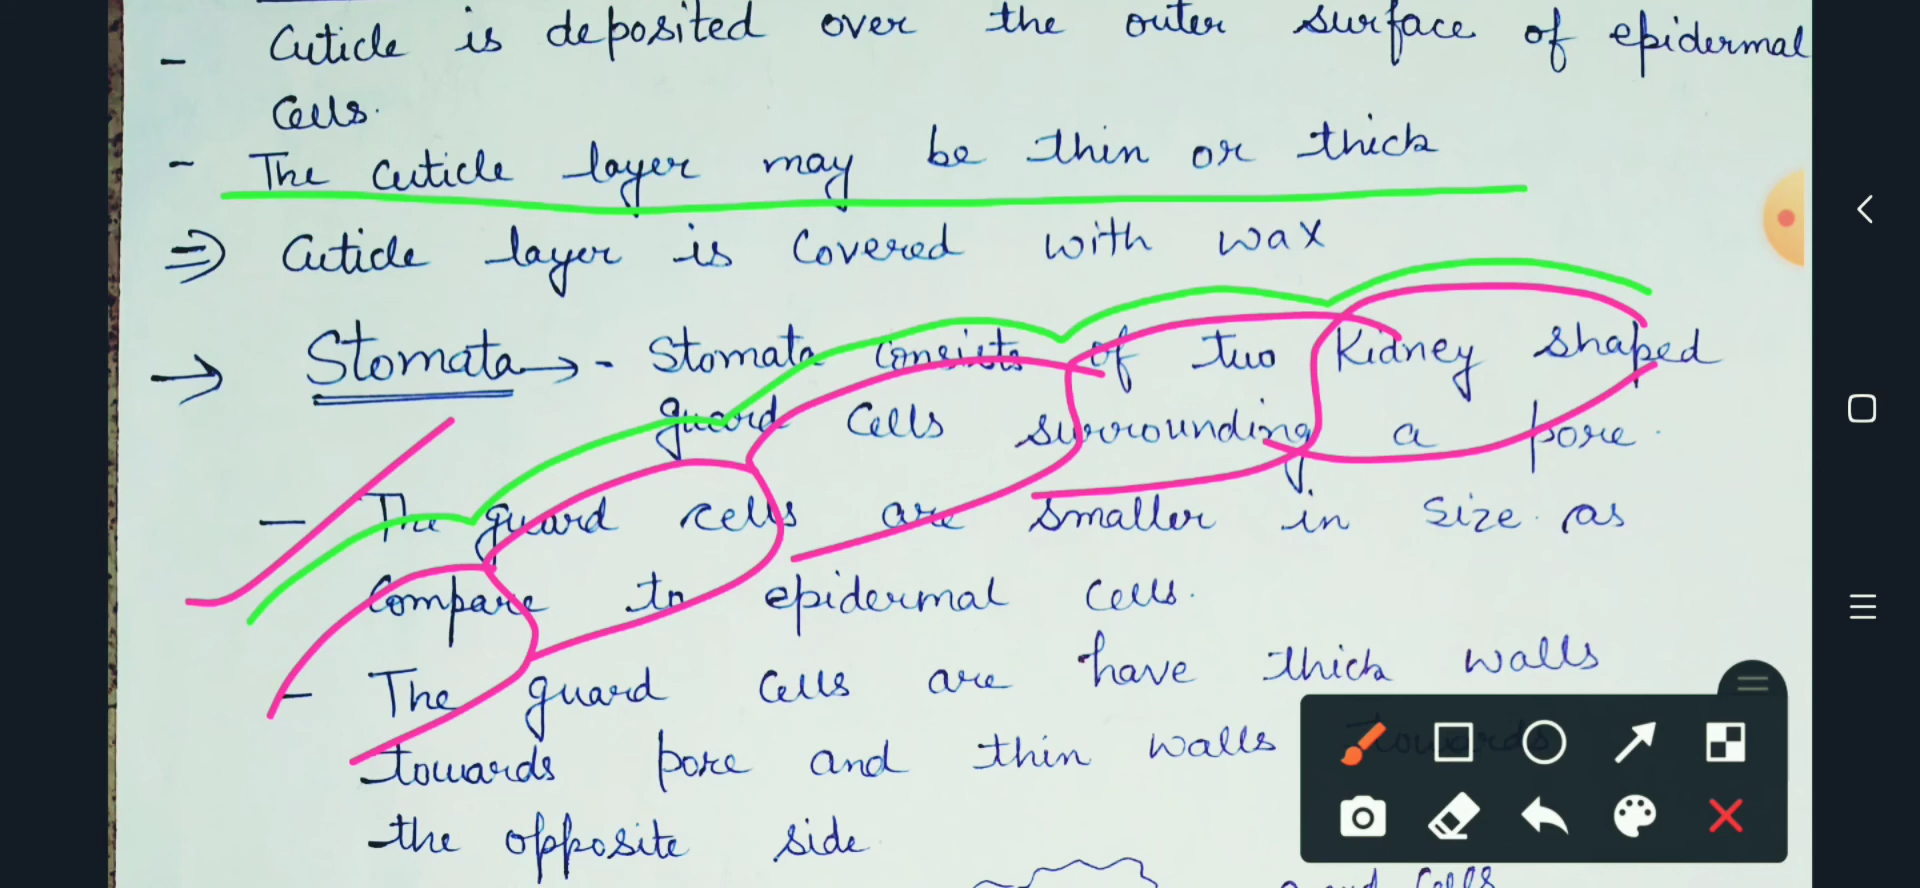 - Cuticle is deposited over the outer surface of epidermal
Cells.
- The cuticle layer may be thin or thick
⇒ Cuticle layer is Covered with wax
→ Stomata → - Stomata Consists of two Kidney shaped
guard Cells surrounding a pore.
- The guard cells are smaller in size as
Compare to epidermal cells.
- The guard cells are have thick walls
towards pore and thin walls towards
the opposite side
guard Cells